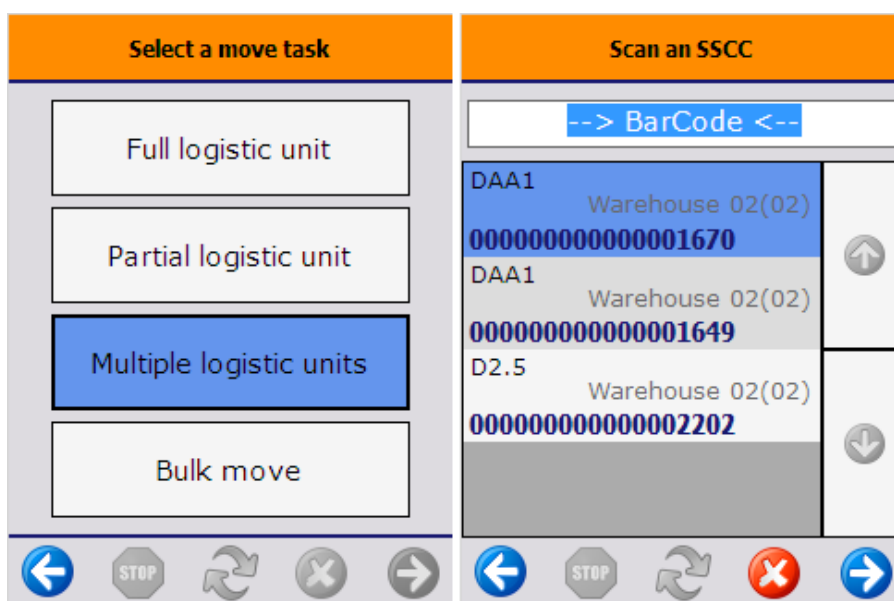 Select a move task
Full logistic unit
Partial logistic unit
Multiple logistic units
Bulk move
STOP
Scan an SSCC
--> BarCode <--
DAA1
Warehouse 02(02)
000000000000001670
DAA1
Warehouse 02(02)
000000000000001649
D2.5
Warehouse 02(02)
000000000000002202
STOP